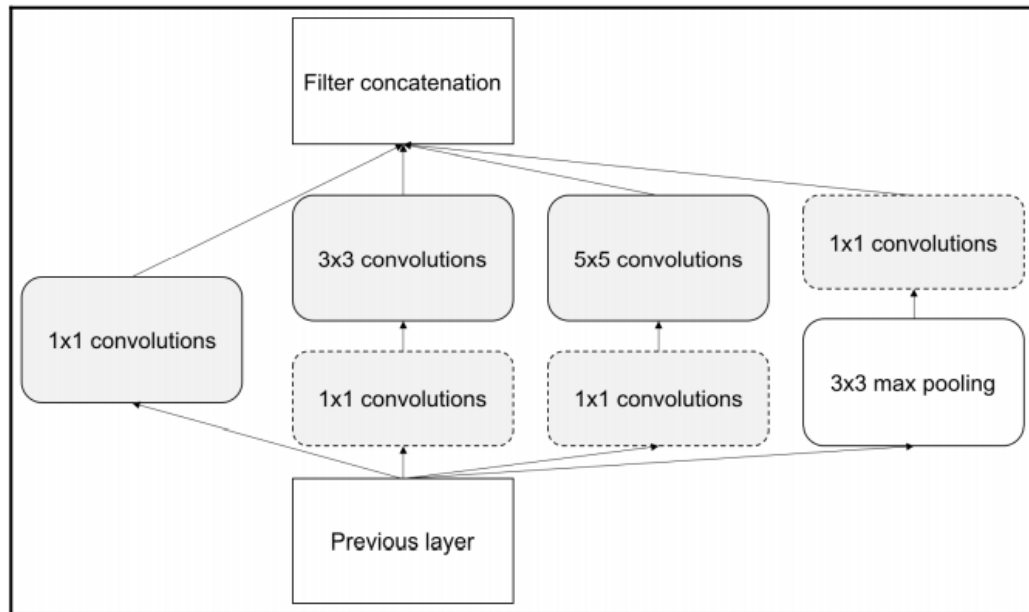 Filter concatenation
3x3 convolutions
5x5 convolutions
1x1 convolutions
1x1 convolutions
1x1 convolutions
1x1 convolutions
3x3 max pooling
Previous layer